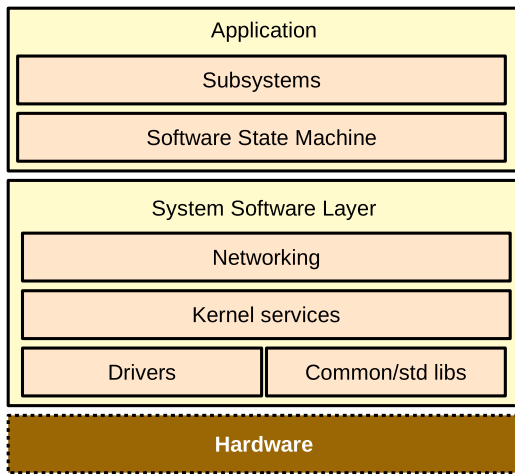 Application
Subsystems
Software State Machine
System Software Layer
Networking
Kernel services
Drivers
Common/std libs
Hardware